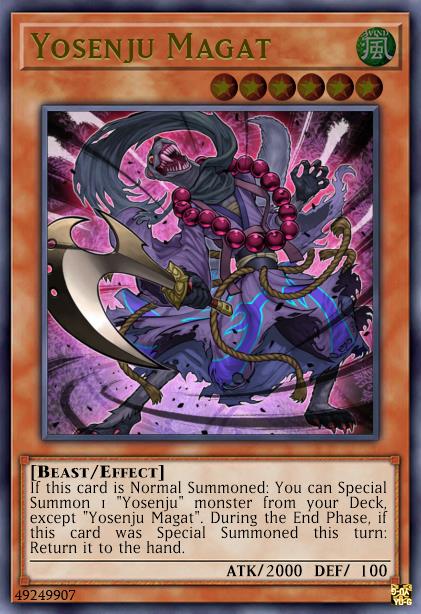 Yosenju Magat
WIND
風
[Beast/Effect]
If this card is Normal Summoned: You can Special
Summon 1 "Yosenju" monster from your Deck,
except "Yosenju Magat". During the End Phase, if
this card was Special Summoned this turn:
Return it to the hand.
ATK/2000 DEF/ 100
49249907